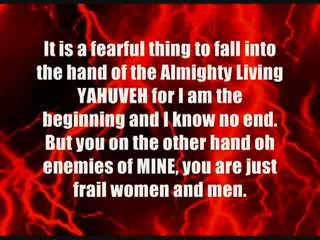 It is a fearful thing to fall into
the hand of the Almighty Living
YAHUVEH for I am the
beginning and I know no end.
But you on the other hand oh
enemies of MINE, you are just
frail women and men.